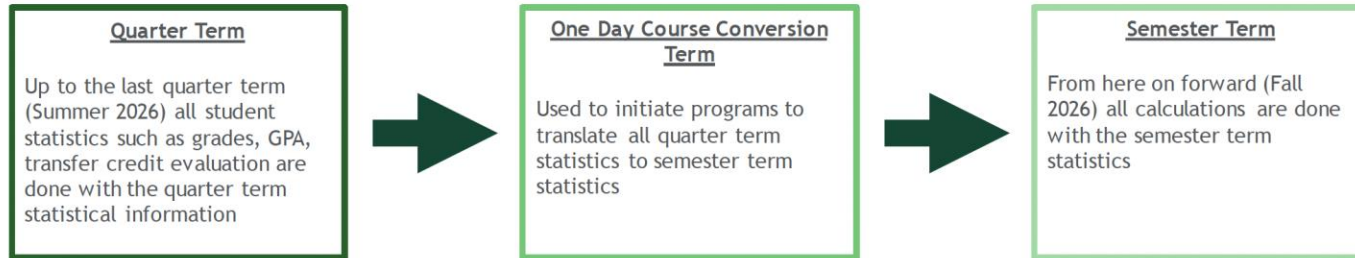 Quarter Term
Up to the last quarter term
(Summer 2026) all student
statistics such as grades, GPA,
transfer credit evaluation are
done with the quarter term
statistical information
One Day Course Conversion
Term
Used to initiate programs to
translate all quarter term
statistics to semester term
statistics
Semester Term
From here on forward (Fall
2026) all calculations are done
with the semester term
statistics